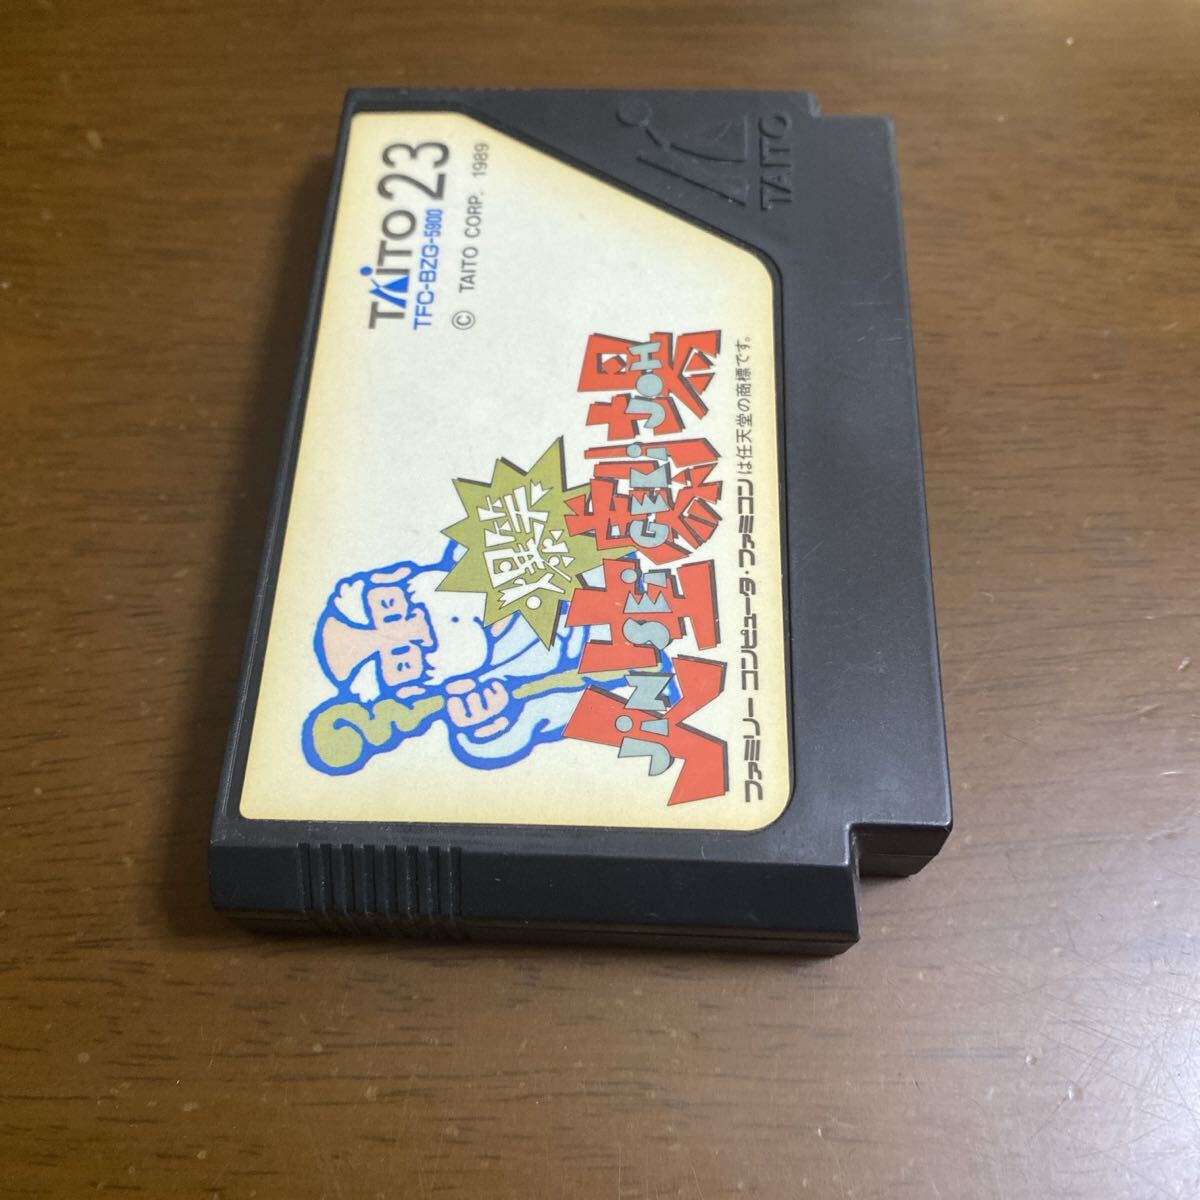 TAITO 23
TFC-BZG-5900
© TAITO CORP. 1989
爆笑
人生劇場
JiNSEi GEKiJOH
ファミリーコンピュータ・ファミコンは任天堂の商標です。
TAITO